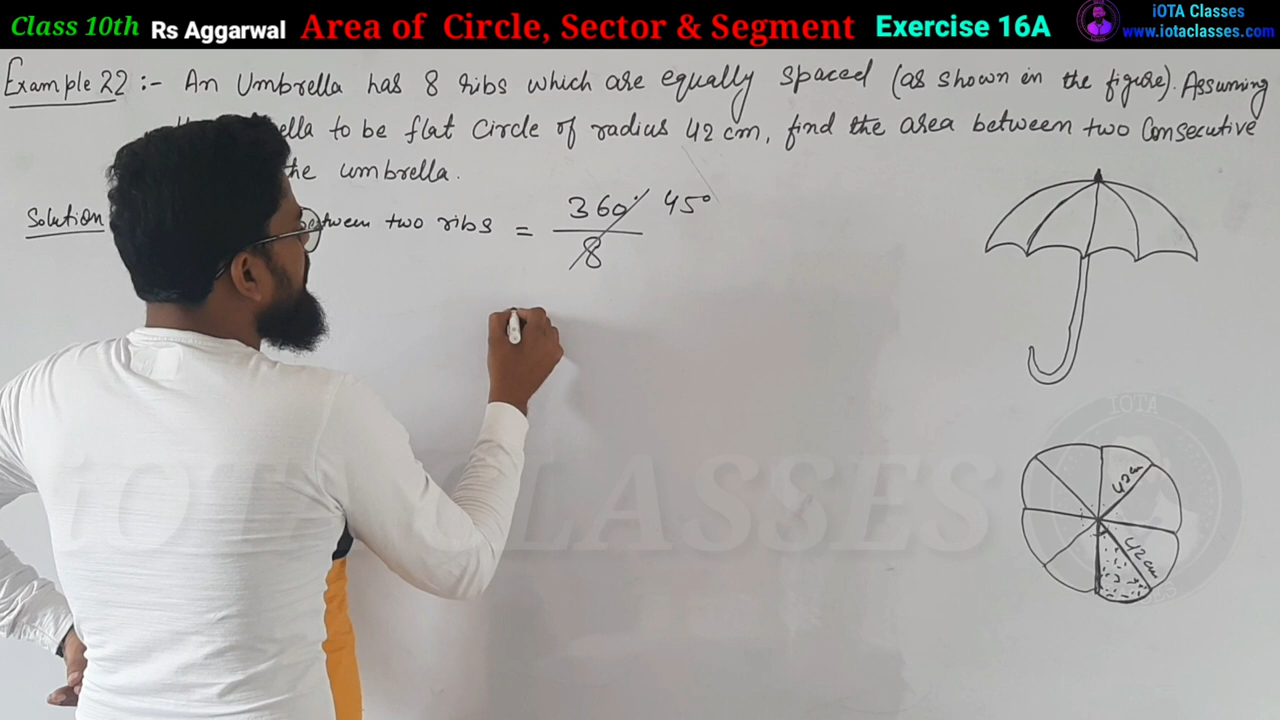 Class 10th Rs Aggarwal Area of Circle, Sector & Segment Exercise 16A
iOTA Classes
www.iotaclasses.com
Example 22 :- An Umbrella has 8 ribs which are equally spaced (as shown in the figure). Assuming
ella to be flat Circle of radius 42 cm, find the area between two Consecutive
the umbrella.
Solution between two ribs = 360° / 8 45°
42cm
42cm
IOTA
iOTA CLASSES